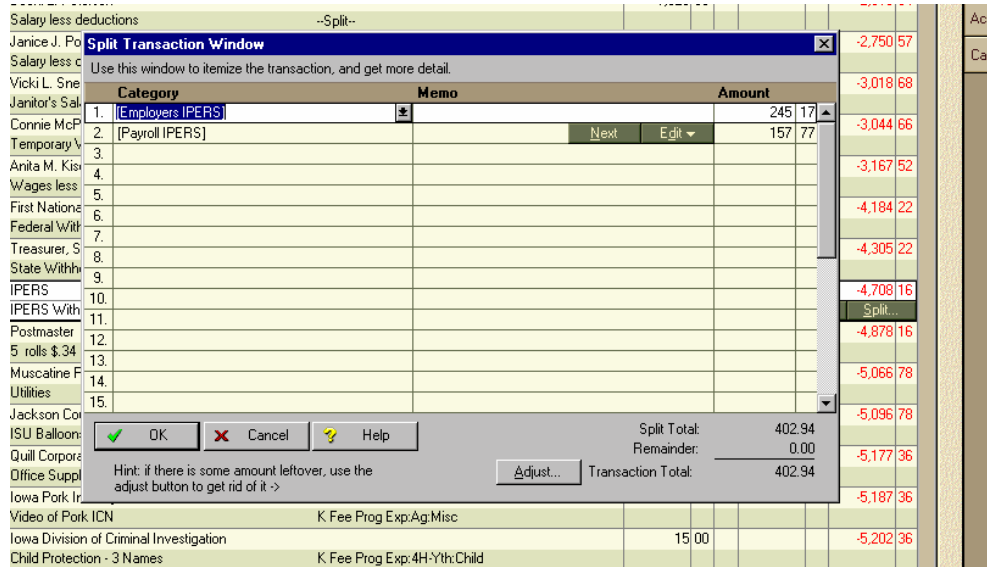 Salary less deductions --Split--
Janice J. Po -2,750 57
Split Transaction Window
Salary less
Use this window to itemize the transaction, and get more detail.
Vicki L. Sne -3,018 68
Category Memo Amount
Janitor's Sal
1. [Employers IPERS] 245 17
Connie McP -3,044 66
2. [Payroll IPERS] Next Edit 157 77
Temporary
3.
Anita M. Kis -3,167 52
4.
Wages less
5.
First Nationa -4,184 22
6.
Federal With
7.
Treasurer, S -4,305 22
8.
State Withh
9.
IPERS -4,708 16
10.
IPERS With Split...
11.
Postmaster -4,878 16
12.
5 rolls $.34
13.
Muscatine F -5,066 78
14.
Utilities
15.
Jackson Co -5,096 78
ISU Balloon
OK Cancel Help
Split Total: 402.94
Remainder: 0.00
Quill Corpora -5,177 36
Office Suppl
Hint: if there is some amount leftover, use the
adjust button to get rid of it ->
Adjust... Transaction Total: 402.94
Iowa Pork In -5,187 36
Video of Pork ICN K Fee Prog Exp:Ag:Misc
Iowa Division of Criminal Investigation 15 00 -5,202 36
Child Protection - 3 Names K Fee Prog Exp:4H-Yth:Child
Ac
Ca